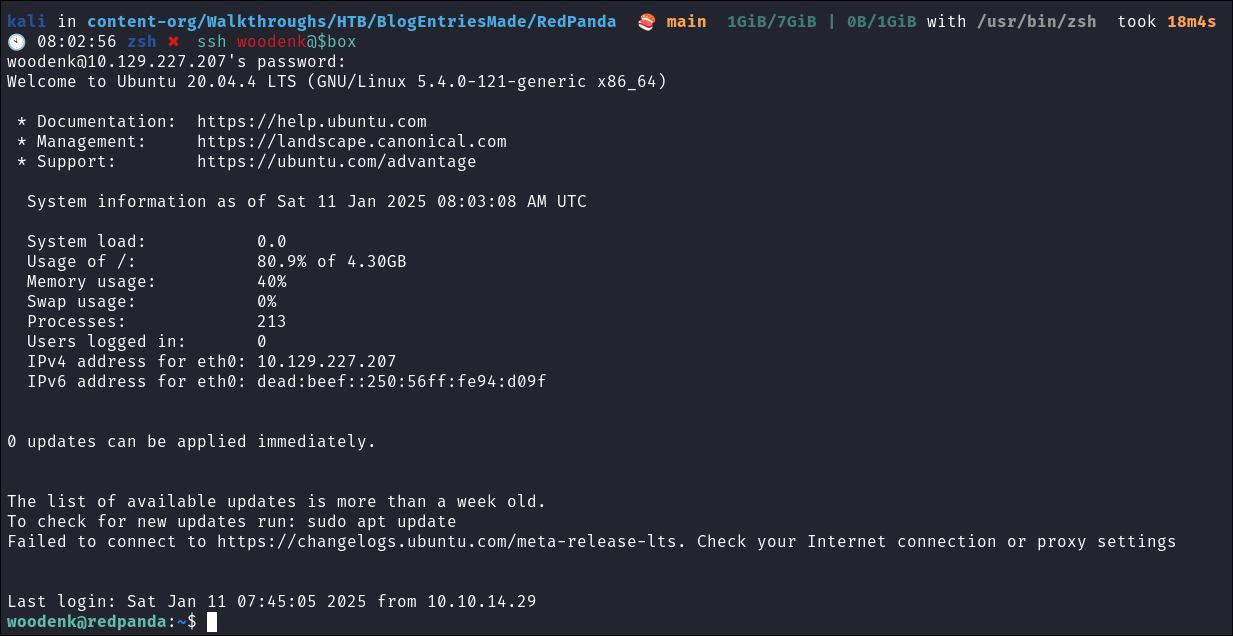 kali in content-org/Walkthroughs/HTB/BlogEntriesMade/RedPanda 🍣 main 1GiB/7GiB | 0B/1GiB with /usr/bin/zsh took 18m4s
🕙 08:02:56 zsh ✖ ssh woodenk@$box
woodenk@10.129.227.207's password:
Welcome to Ubuntu 20.04.4 LTS (GNU/Linux 5.4.0-121-generic x86_64)
* Documentation: https://help.ubuntu.com
* Management: https://landscape.canonical.com
* Support: https://ubuntu.com/advantage
System information as of Sat 11 Jan 2025 08:03:08 AM UTC
System load: 0.0
Usage of /: 80.9% of 4.30GB
Memory usage: 40%
Swap usage: 0%
Processes: 213
Users logged in: 0
IPv4 address for eth0: 10.129.227.207
IPv6 address for eth0: dead:beef::250:56ff:fe94:d09f
0 updates can be applied immediately.
The list of available updates is more than a week old.
To check for new updates run: sudo apt update
Failed to connect to https://changelogs.ubuntu.com/meta-release-lts. Check your Internet connection or proxy settings
Last login: Sat Jan 11 07:45:05 2025 from 10.10.14.29
woodenk@redpanda:~$